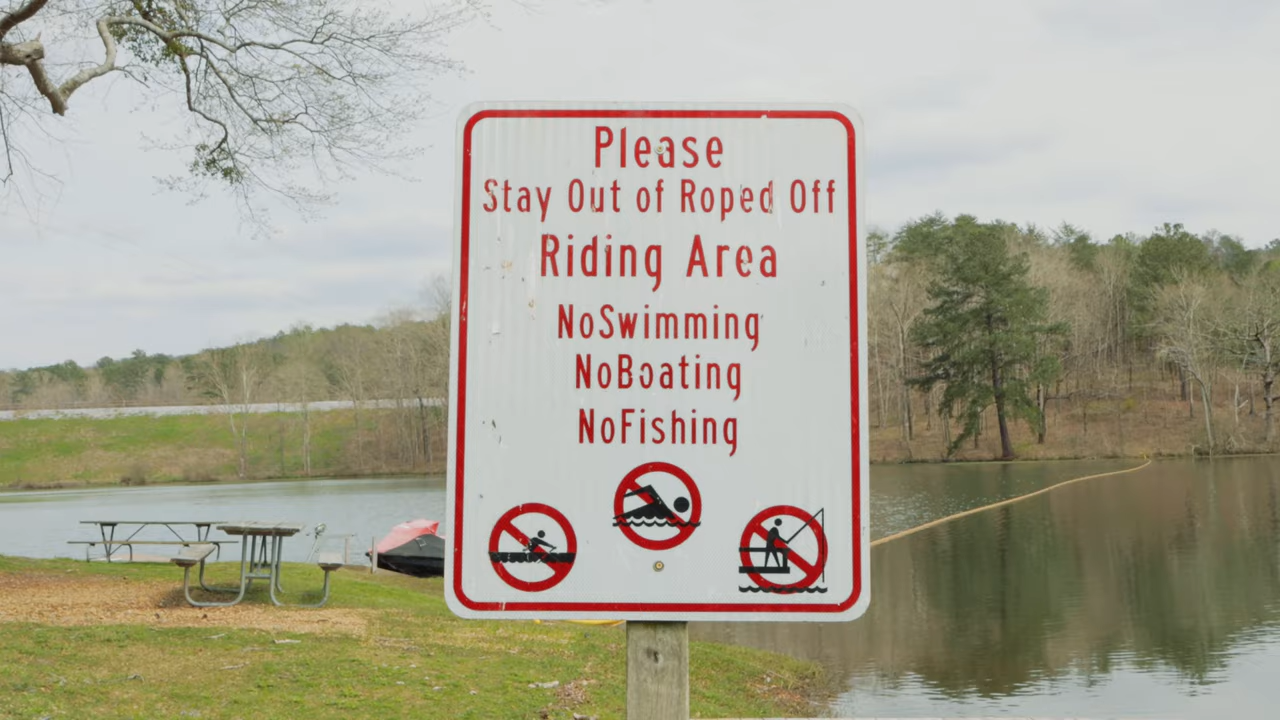 Please
Stay Out of Roped Off
Riding Area
NoSwimming
NoBoating
NoFishing